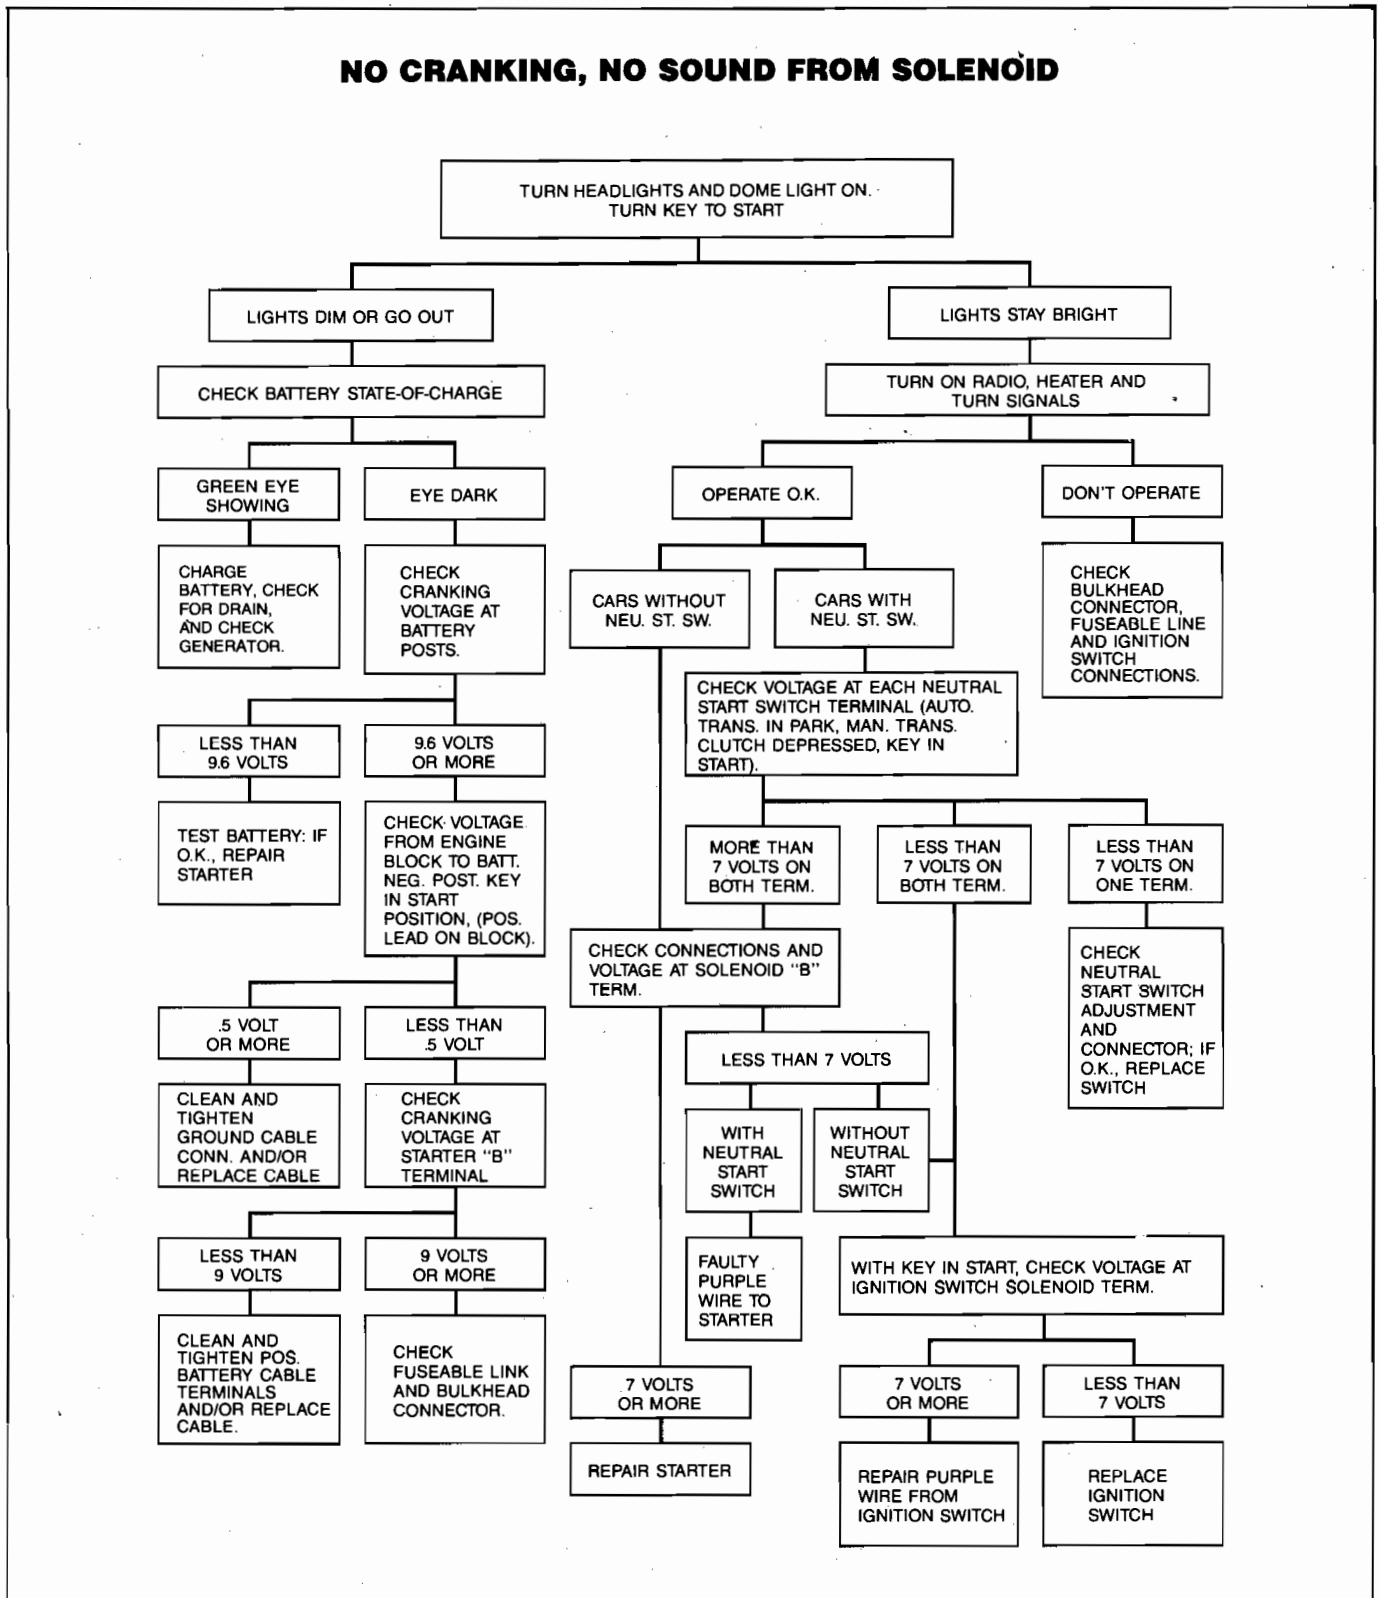 NO CRANKING, NO SOUND FROM SOLENOID
TURN HEADLIGHTS AND DOME LIGHT ON.
TURN KEY TO START
LIGHTS DIM OR GO OUT
LIGHTS STAY BRIGHT
CHECK BATTERY STATE-OF-CHARGE
TURN ON RADIO, HEATER AND
TURN SIGNALS
GREEN EYE
SHOWING
EYE DARK
OPERATE O.K.
DON'T OPERATE
CHARGE
BATTERY, CHECK
FOR DRAIN,
AND CHECK
GENERATOR.
CHECK
CRANKING
VOLTAGE AT
BATTERY
POSTS.
CARS WITHOUT
NEU. ST. SW.
CARS WITH
NEU. ST. SW.
CHECK
BULKHEAD
CONNECTOR,
FUSEABLE LINE
AND IGNITION
SWITCH
CONNECTIONS.
CHECK VOLTAGE AT EACH NEUTRAL
START SWITCH TERMINAL (AUTO.
TRANS. IN PARK, MAN. TRANS.
CLUTCH DEPRESSED, KEY IN
START).
LESS THAN
9.6 VOLTS
9.6 VOLTS
OR MORE
TEST BATTERY: IF
O.K., REPAIR
STARTER
CHECK VOLTAGE
FROM ENGINE
BLOCK TO BATT.
NEG. POST. KEY
IN START
POSITION, (POS.
LEAD ON BLOCK).
MORE THAN
7 VOLTS ON
BOTH TERM.
LESS THAN
7 VOLTS ON
BOTH TERM.
LESS THAN
7 VOLTS ON
ONE TERM.
CHECK CONNECTIONS AND
VOLTAGE AT SOLENOID "B"
TERM.
CHECK
NEUTRAL
START SWITCH
ADJUSTMENT
AND
CONNECTOR; IF
O.K., REPLACE
SWITCH
.5 VOLT
OR MORE
LESS THAN
.5 VOLT
LESS THAN 7 VOLTS
CLEAN AND
TIGHTEN
GROUND CABLE
CONN. AND/OR
REPLACE CABLE
CHECK
CRANKING
VOLTAGE AT
STARTER "B"
TERMINAL
WITH
NEUTRAL
START
SWITCH
WITHOUT
NEUTRAL
START
SWITCH
LESS THAN
9 VOLTS
9 VOLTS
OR MORE
FAULTY
PURPLE
WIRE TO
STARTER
WITH KEY IN START, CHECK VOLTAGE AT
IGNITION SWITCH SOLENOID TERM.
CLEAN AND
TIGHTEN POS.
BATTERY CABLE
TERMINALS
AND/OR REPLACE
CABLE.
CHECK
FUSEABLE LINK
AND BULKHEAD
CONNECTOR.
7 VOLTS
OR MORE
7 VOLTS
OR MORE
LESS THAN
7 VOLTS
REPAIR STARTER
REPAIR PURPLE
WIRE FROM
IGNITION SWITCH
REPLACE
IGNITION
SWITCH